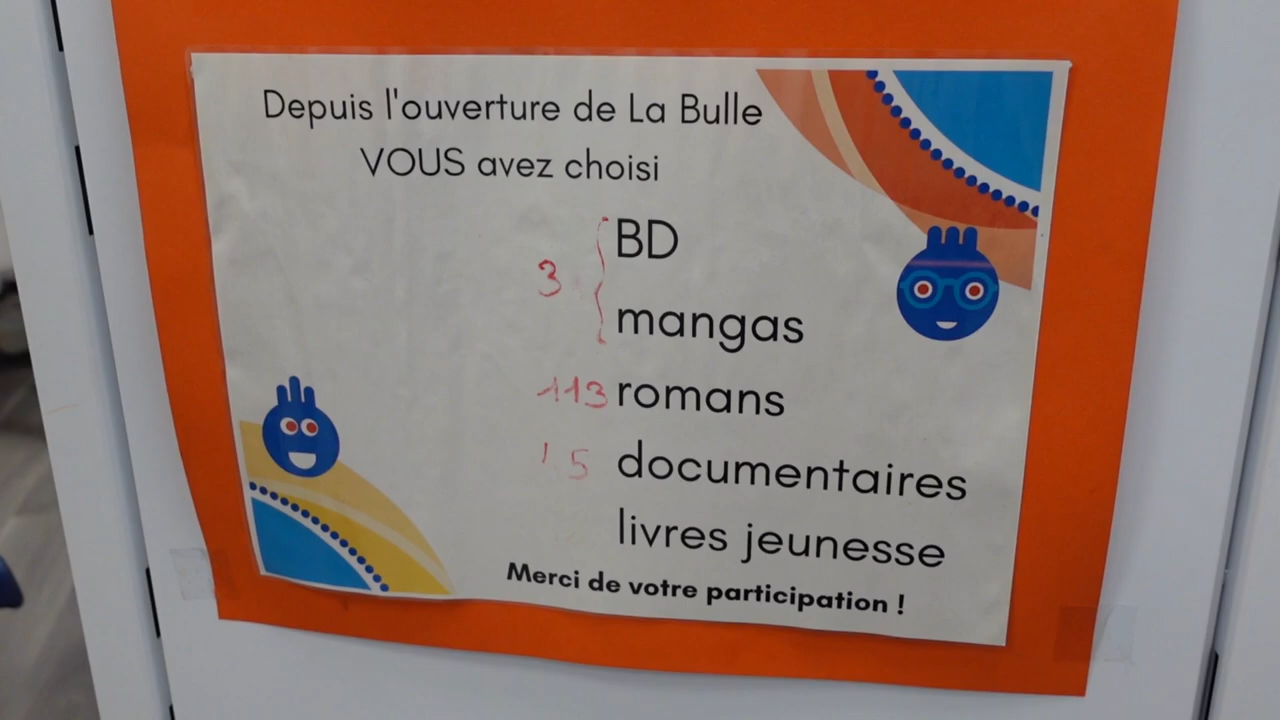 Depuis l'ouverture de La Bulle
VOUS avez choisi
BD
3
mangas
113 romans
5 documentaires
livres jeunesse
Merci de votre participation !